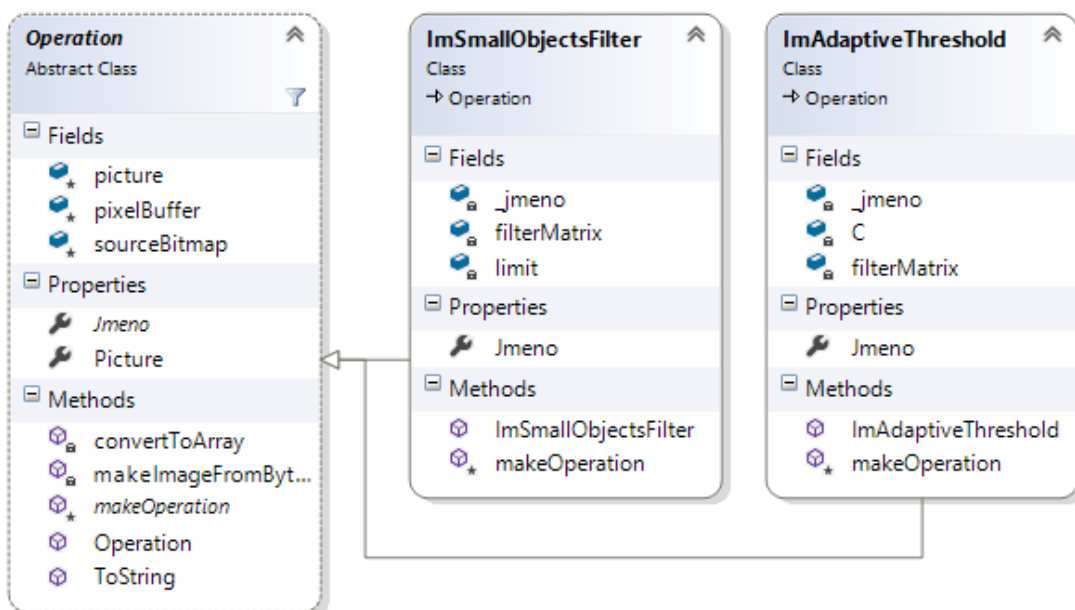 Operation
Abstract Class
Fields
picture
pixelBuffer
sourceBitmap
Properties
Jmeno
Picture
Methods
convertToArray
makeImageFromByt...
makeOperation
Operation
ToString
ImSmallObjectsFilter
Class
Operation
Fields
_jmeno
filterMatrix
limit
Properties
Jmeno
Methods
ImSmallObjectsFilter
makeOperation
ImAdaptiveThreshold
Class
Operation
Fields
_jmeno
C
filterMatrix
Properties
Jmeno
Methods
ImAdaptiveThreshold
makeOperation